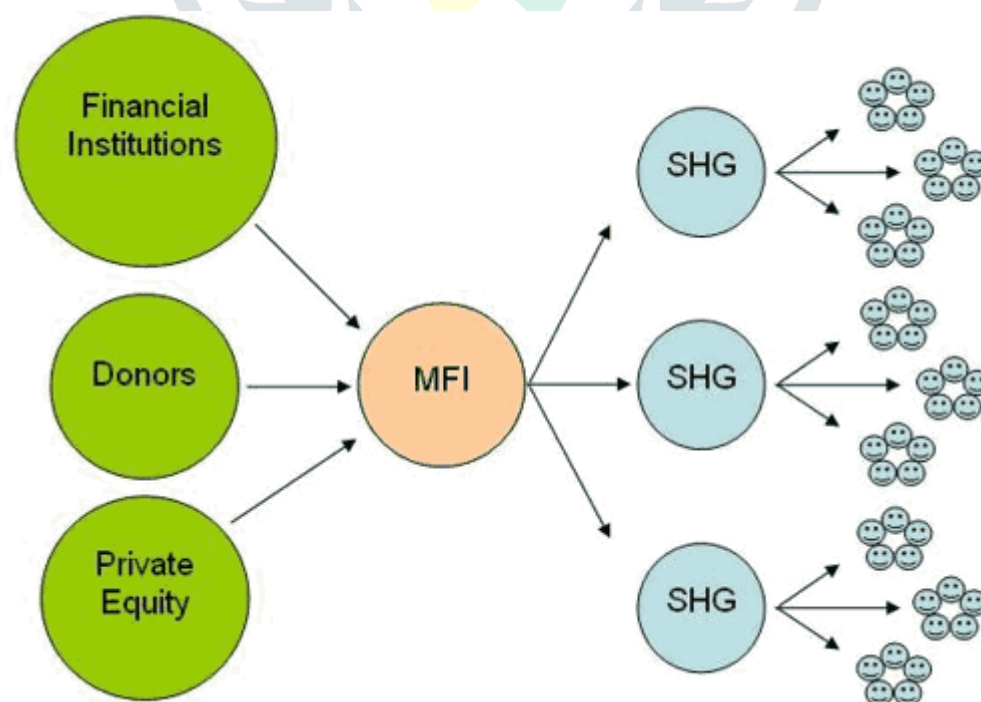 Financial
Institutions
Donors
Private
Equity
MFI
SHG
SHG
SHG